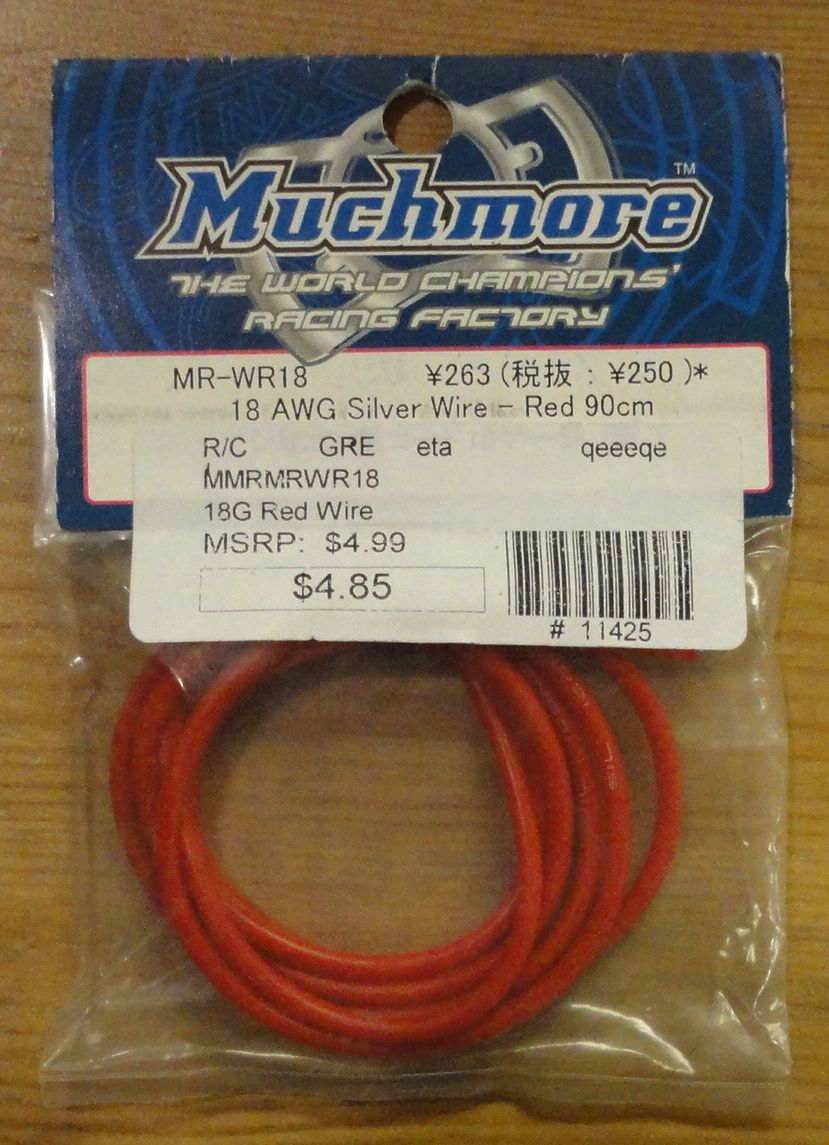 Muchmore™
THE WORLD CHAMPIONS'
RACING FACTORY
MR-WR18 ¥263 (税抜 : ¥250 )*
18 AWG Silver Wire - Red 90cm
R/C GRE eta qeeeqe
MMRMRWR18
18G Red Wire
MSRP: $4.99
$4.85
# 11425